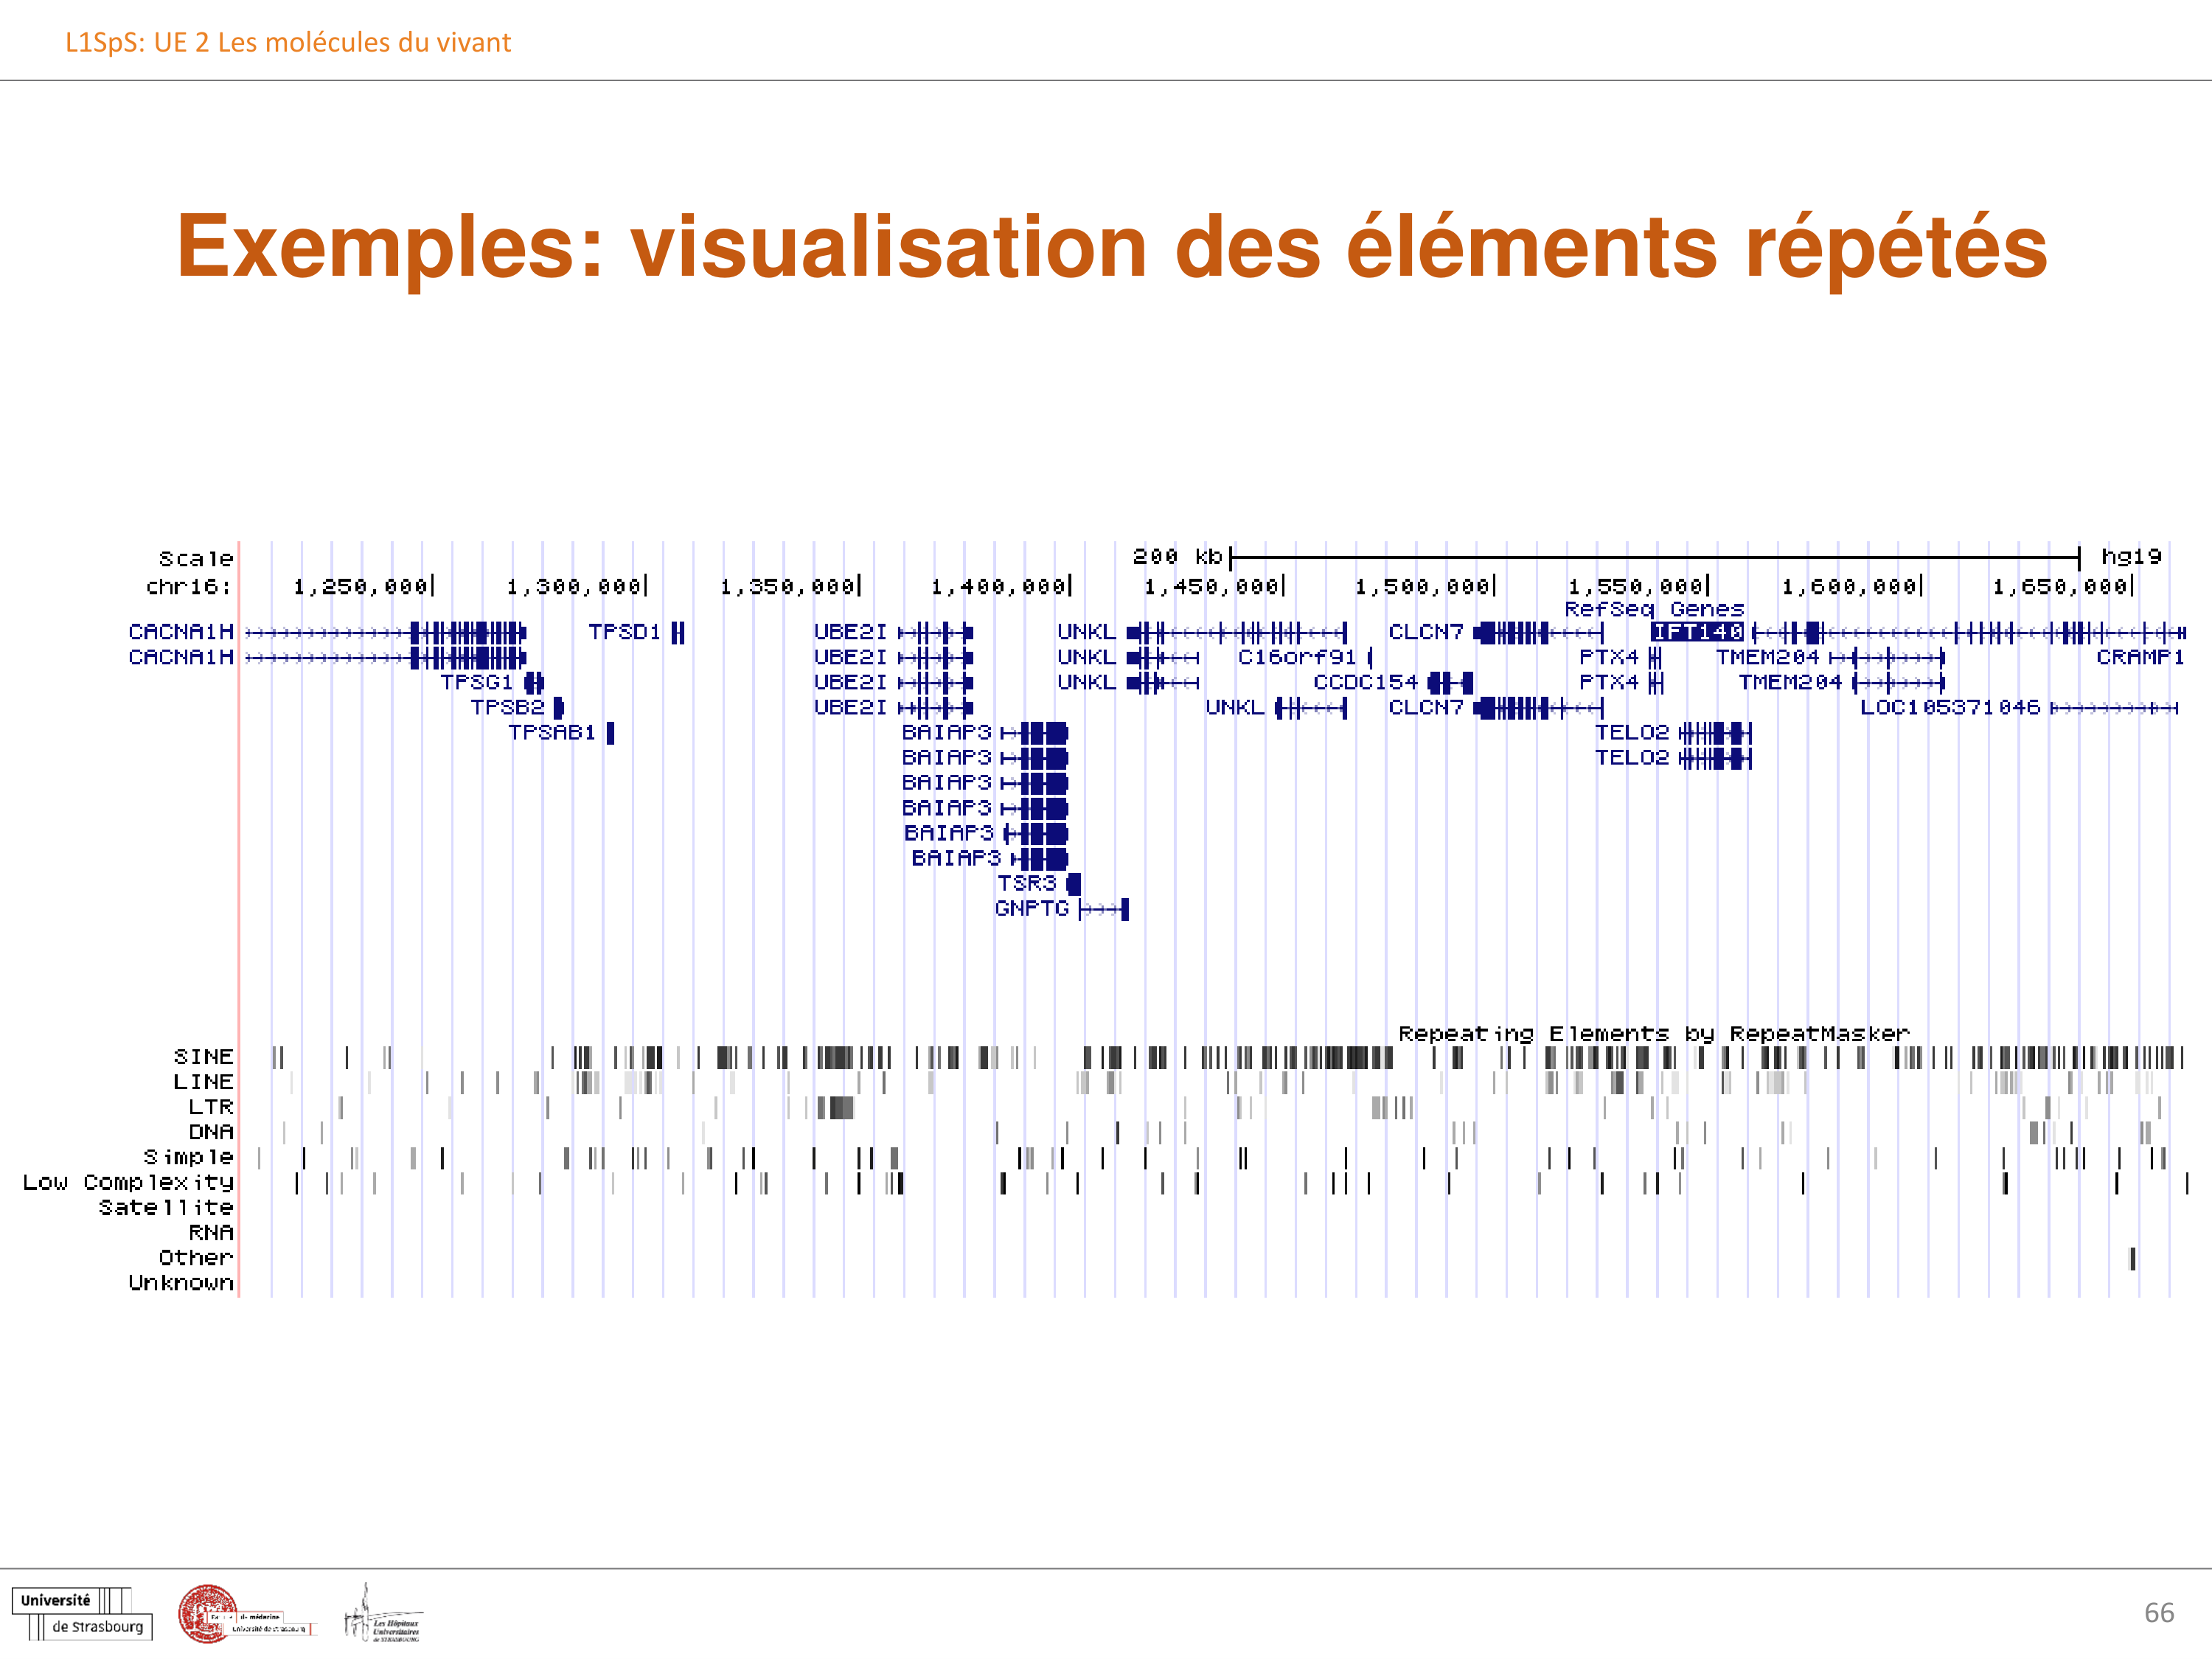 L1SpS: UE 2 Les molécules du vivant
Exemples: visualisation des éléments répétés
Scale 200 kb hg19
chr16: 1,250,000 1,300,000 1,350,000 1,400,000 1,450,000 1,500,000 1,550,000 1,600,000 1,650,000
RefSeq Genes
CACNA1H TPSD1 UBE2I UNKL CLCN7 IFT140
CACNA1H UBE2I UNKL C16orf91 PTX4 TMEM204 CRAMP1
TPSG1 UBE2I UNKL CCDC154 PTX4 TMEM204
TPSB2 UBE2I UNKL CLCN7 LOC105371046
TPSAB1 BAIAP3 TELO2
BAIAP3 TELO2
BAIAP3
BAIAP3
BAIAP3
BAIAP3
TSR3
GNPTG
Repeating Elements by RepeatMasker
SINE
LINE
LTR
DNA
Simple
Low Complexity
Satellite
RNA
Other
Unknown
Université
de Strasbourg
de médecine
Université de Strasbourg
Les Hôpitaux
Universitaires
de STRASBOURG
66